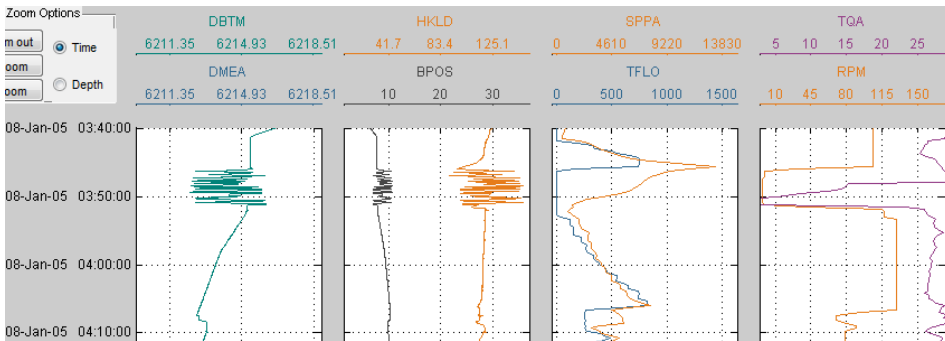 Zoom Options
m out
Time
oom
oom
Depth
DBTM
6211.35 6214.93 6218.51
DMEA
6211.35 6214.93 6218.51
HKLD
41.7 83.4 125.1
BPOS
10 20 30
SPPA
0 4610 9220 13830
TFLO
0 500 1000 1500
TQA
5 10 15 20 25
RPM
10 45 80 115 150
08-Jan-05 03:40:00
08-Jan-05 03:50:00
08-Jan-05 04:00:00
08-Jan-05 04:10:00